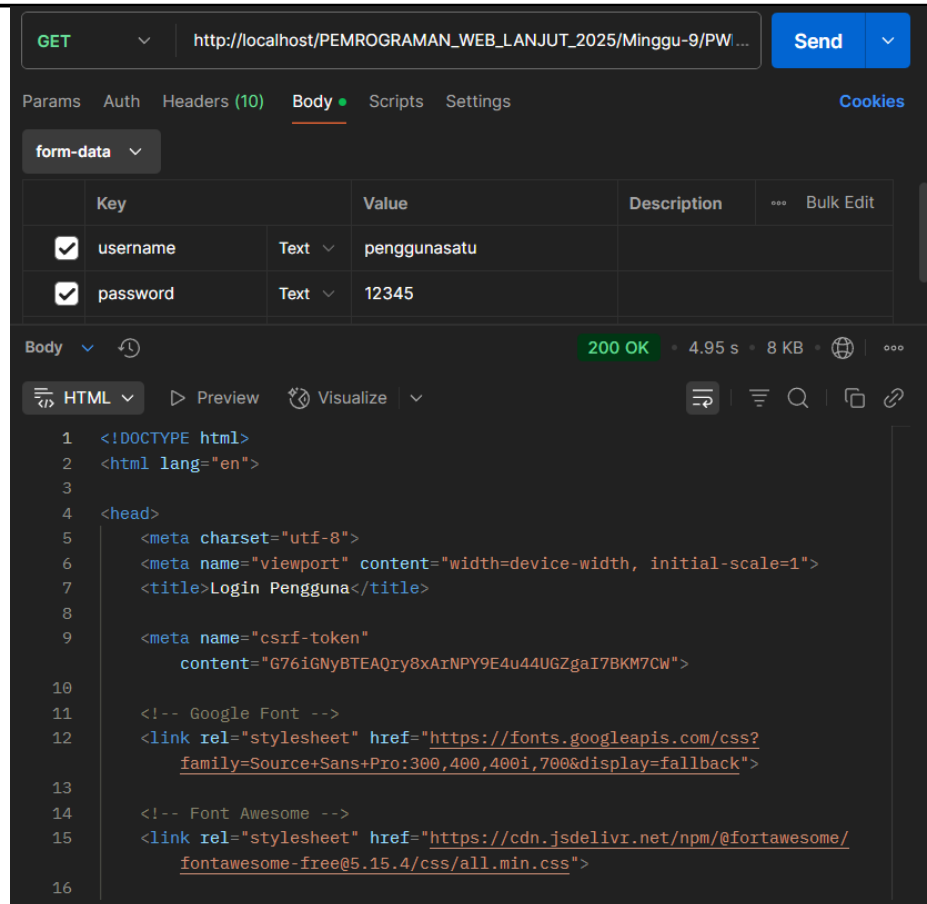 GET http://localhost/PEMROGRAMAN_WEB_LANJUT_2025/Minggu-9/PW... Send
Params Auth Headers (10) Body Scripts Settings Cookies
form-data
Key Value Description Bulk Edit
username Text penggunasatu
password Text 12345
Body 200 OK 4.95 s 8 KB
HTML Preview Visualize
1 <!DOCTYPE html>
2 <html lang="en">
3
4 <head>
5 <meta charset="utf-8">
6 <meta name="viewport" content="width=device-width, initial-scale=1">
7 <title>Login Pengguna</title>
8
9 <meta name="csrf-token"
content="G76iGNyBTEAQry8xArNPY9E4u44UGZgaI7BKM7CW">
10
11 <!-- Google Font -->
12 <link rel="stylesheet" href="https://fonts.googleapis.com/css?
family=Source+Sans+Pro:300,400,400i,700&display=fallback">
13
14 <!-- Font Awesome -->
15 <link rel="stylesheet" href="https://cdn.jsdelivr.net/npm/@fortawesome/
fontawesome-free@5.15.4/css/all.min.css">
16